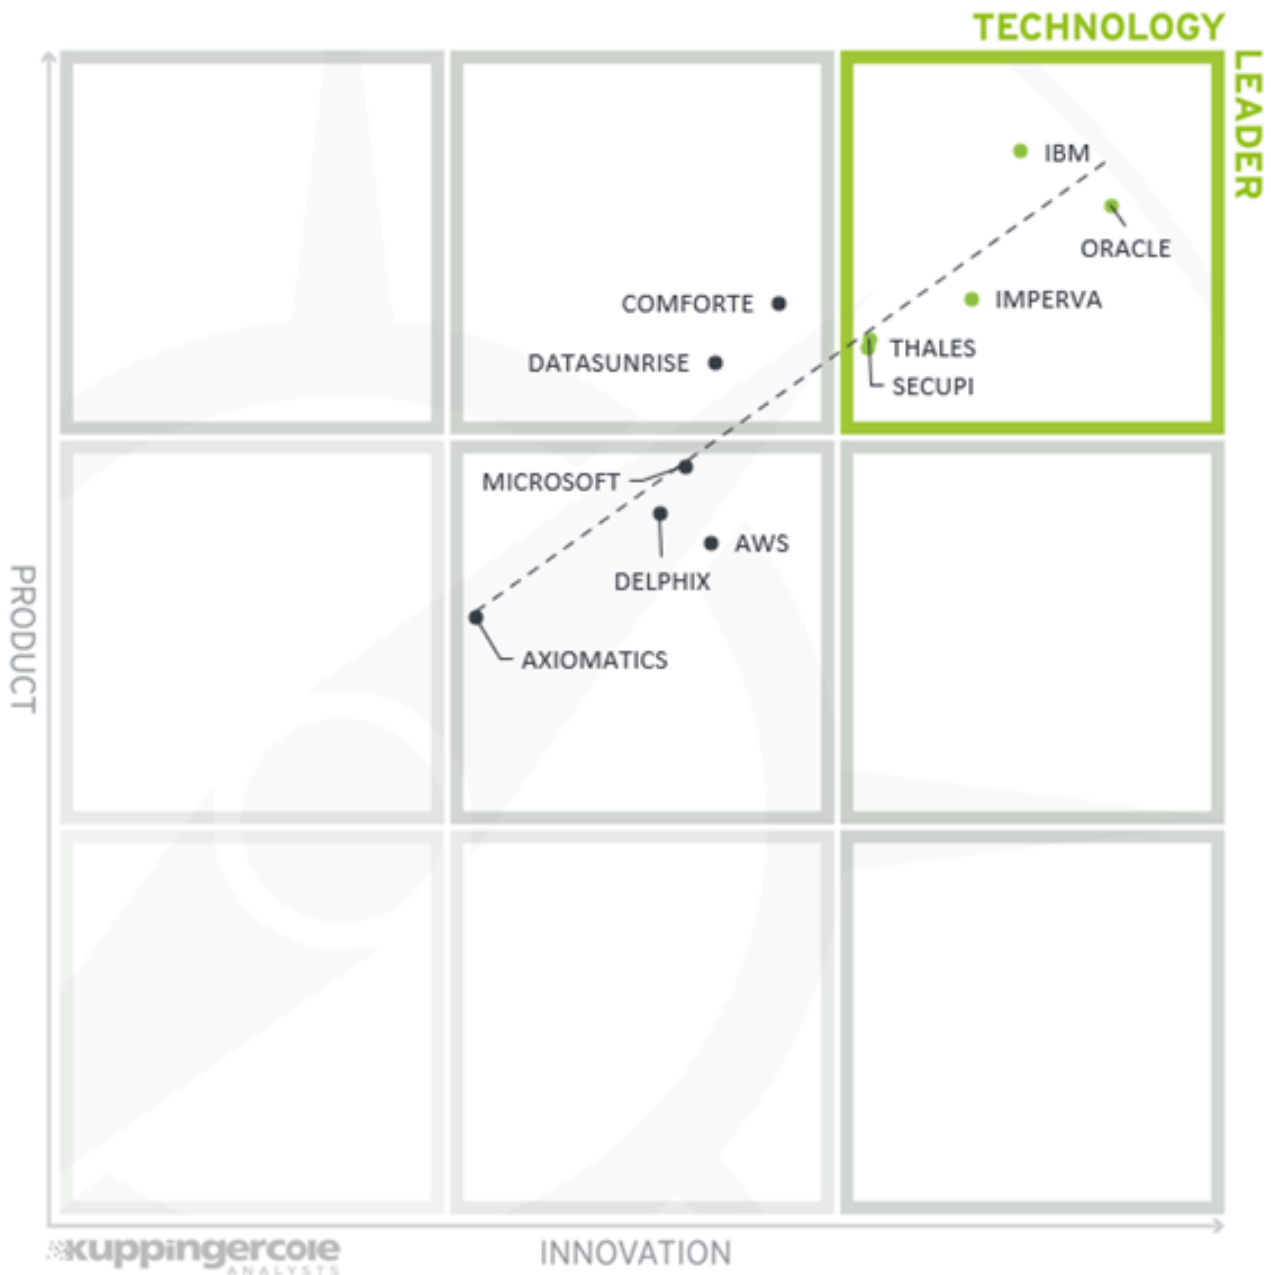 TECHNOLOGY
LEADER
IBM
ORACLE
COMFORTE
IMPERVA
DATASUNRISE
THALES
SECUPI
MICROSOFT
AWS
DELPHIX
AXIOMATICS
PRODUCT
INNOVATION
kuppingercole
ANALYSTS